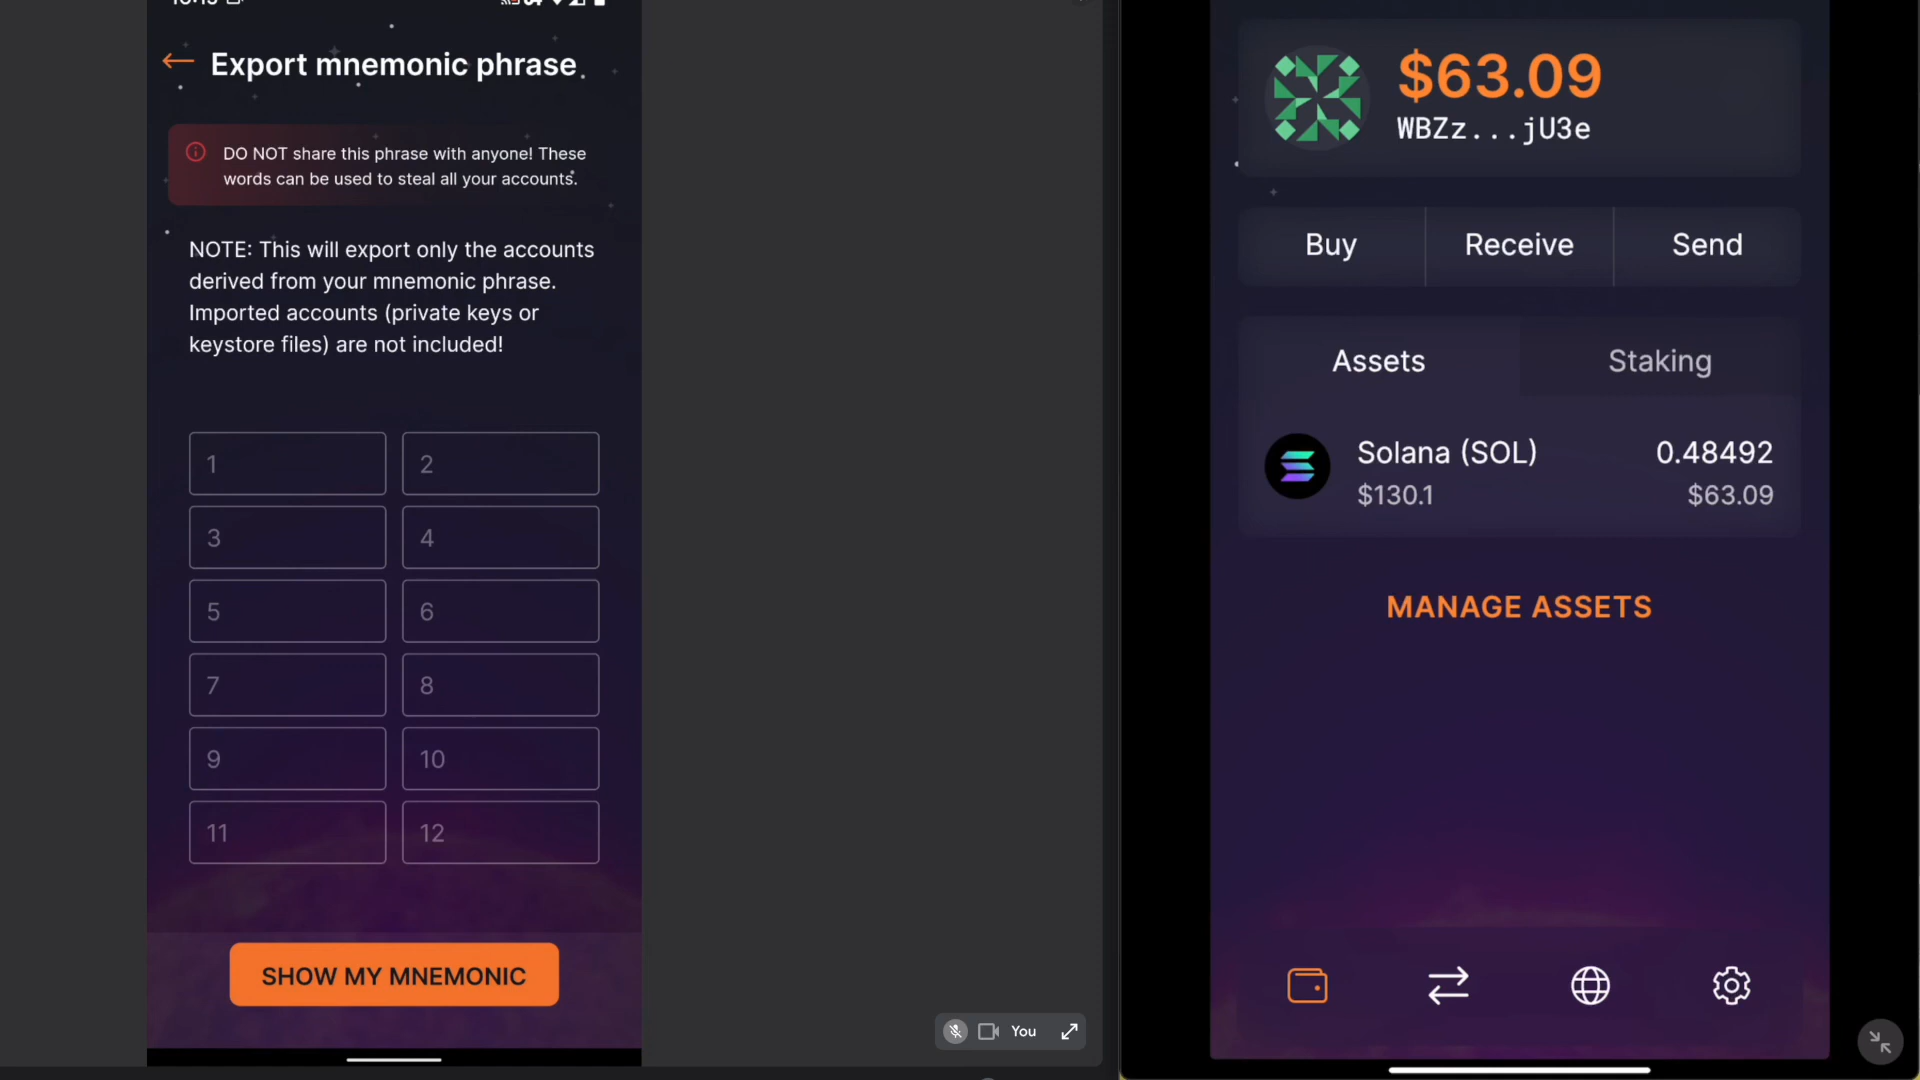 Export mnemonic phrase
DO NOT share this phrase with anyone! These
words can be used to steal all your accounts.
NOTE: This will export only the accounts
derived from your mnemonic phrase.
Imported accounts (private keys or
keystore files) are not included!
1
2
3
4
5
6
7
8
9
10
11
12
SHOW MY MNEMONIC
You
$63.09
WBZz...jU3e
Buy
Receive
Send
Assets
Staking
Solana (SOL)
0.48492
$130.1
$63.09
MANAGE ASSETS